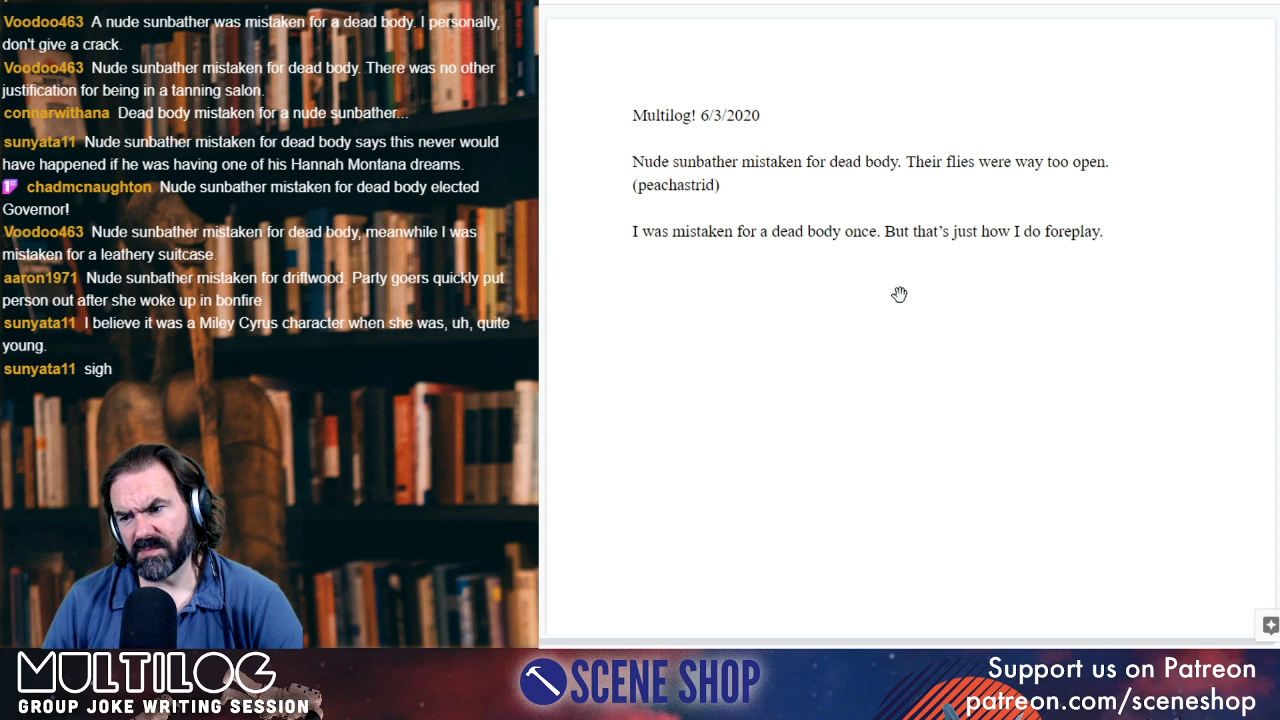 Voodoo463 A nude sunbather was mistaken for a dead body. I personally,
don't give a crack.
Voodoo463 Nude sunbather mistaken for dead body. There was no other
justification for being in a tanning salon.
connarwithana Dead body mistaken for a nude sunbather...
sunyata11 Nude sunbather mistaken for dead body says this never would
have happened if he was having one of his Hannah Montana dreams.
chadmcnaughton Nude sunbather mistaken for dead body elected
Governor!
Voodoo463 Nude sunbather mistaken for dead body, meanwhile I was
mistaken for a leathery suitcase.
aaron1971 Nude sunbather mistaken for driftwood. Party goers quickly put
person out after she woke up in bonfire
sunyata11 I believe it was a Miley Cyrus character when she was, uh, quite
young.
sunyata11 sigh
Multilog! 6/3/2020
Nude sunbather mistaken for dead body. Their flies were way too open.
(peachastrid)
I was mistaken for a dead body once. But that’s just how I do foreplay.
MULTILOG
GROUP JOKE WRITING SESSION
SCENE SHOP
Support us on Patreon
patreon.com/sceneshop